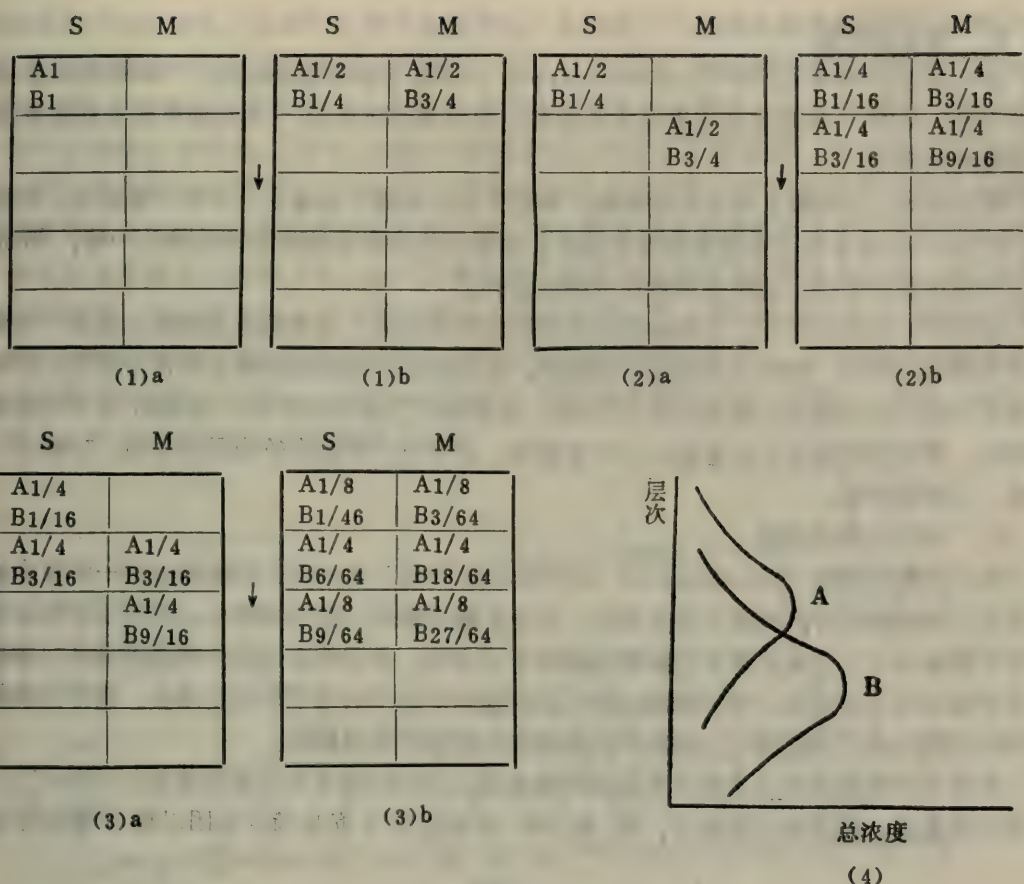 S M S M S M S M
A1 A1/2 A1/2 A1/2 A1/4 A1/4
B1 B1/4 B3/4 B1/4 B1/16 B3/16
A1/2 A1/4 A1/4
B3/4 B3/16 B9/16
(1)a (1)b (2)a (2)b
S M S M
A1/4 A1/8 A1/8
B1/16 B1/46 B3/64
A1/4 A1/4 A1/4 A1/4
B3/16 B3/16 B6/64 B18/64
A1/4 A1/8 A1/8
B9/16 B9/64 B27/64
(3)a (3)b
层次
A
B
总浓度
(4)